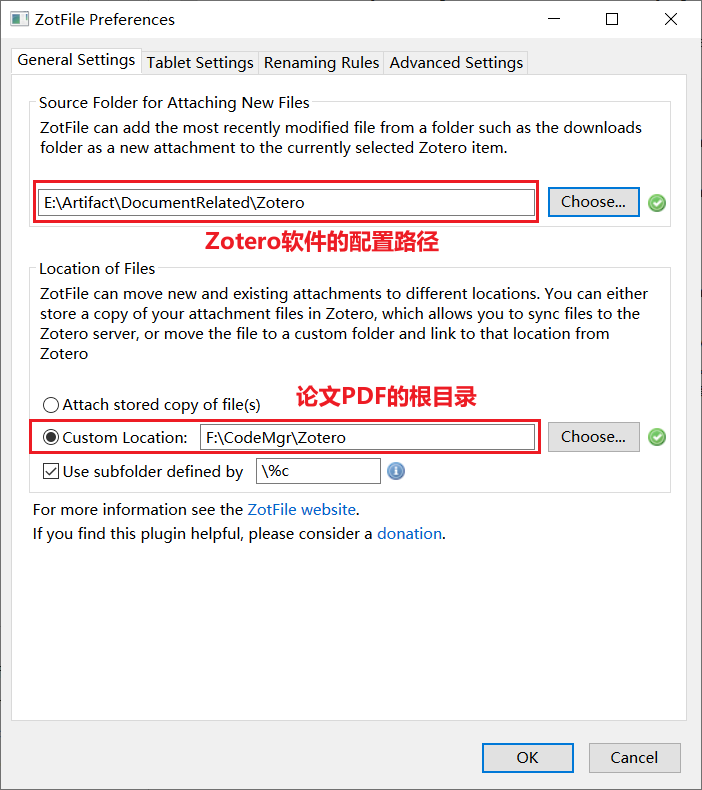 ZotFile Preferences
General Settings Tablet Settings Renaming Rules Advanced Settings
Source Folder for Attaching New Files
ZotFile can add the most recently modified file from a folder such as the downloads
folder as a new attachment to the currently selected Zotero item.
E:\Artifact\DocumentRelated\Zotero Choose...
Zotero软件的配置路径
Location of Files
ZotFile can move new and existing attachments to different locations. You can either
store a copy of your attachment files in Zotero, which allows you to sync files to the
Zotero server, or move the file to a custom folder and link to that location from
Zotero
Attach stored copy of file(s)
论文PDF的根目录
Custom Location: F:\CodeMgr\Zotero Choose...
Use subfolder defined by \%c
For more information see the ZotFile website.
If you find this plugin helpful, please consider a donation.
OK Cancel